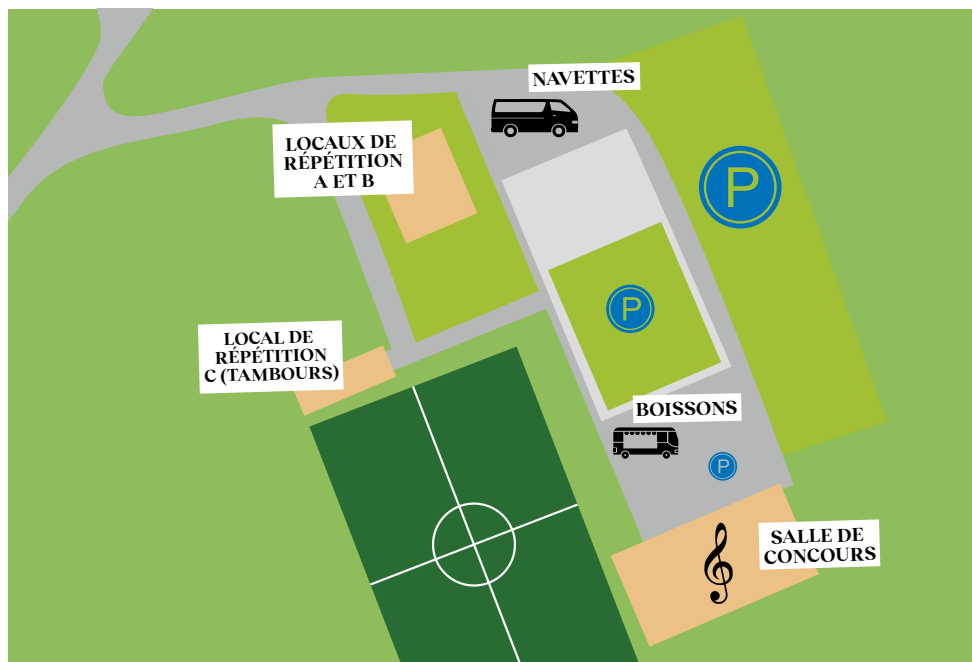 NAVETTES
LOCAUX DE
RÉPÉTITION
A ET B
P
P
LOCAL DE
RÉPÉTITION
C (TAMBOURS)
BOISSONS
P
SALLE DE
CONCOURS